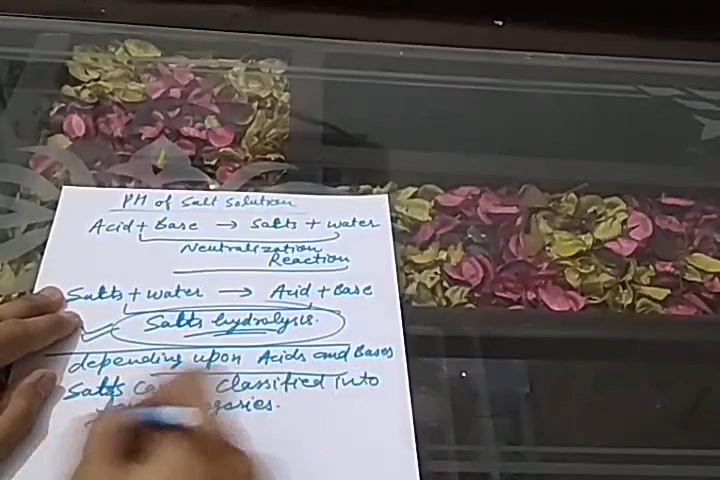 PH of Salt Solution
Acid + Base → Salts + water
Neutralization
Reaction
Salts + water → Acid + Base
Salts hydrolysis.
depending upon Acids and Bases
Salts classified into